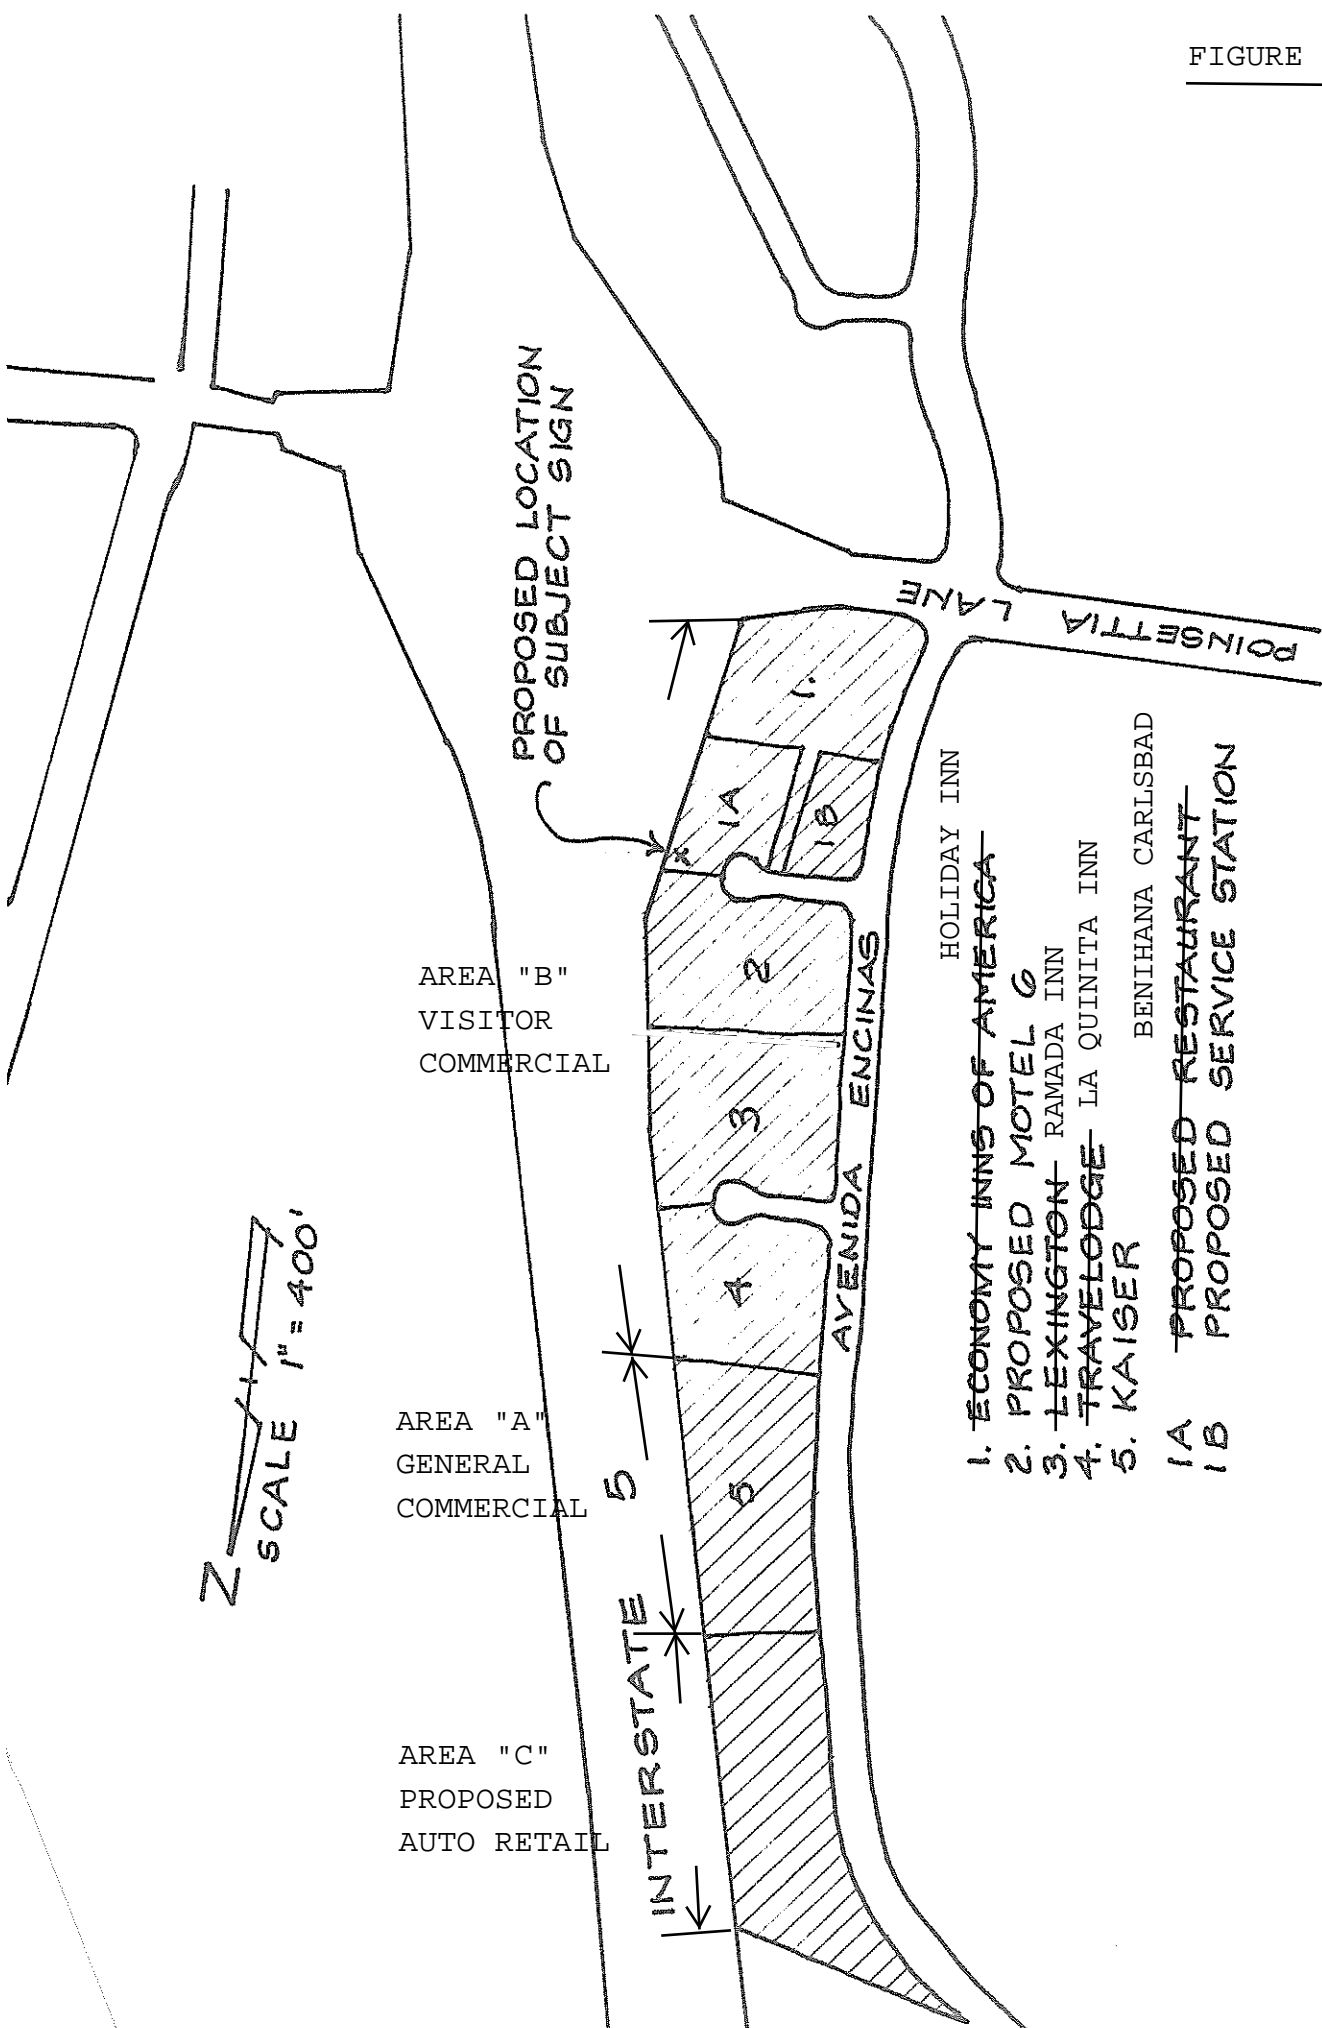 FIGURE
PROPOSED LOCATION
OF SUBJECT SIGN
POINSETTIA
LANE
1.
1A
1B
x
2
3
4
5
AVENIDA ENCINAS
INTERSTATE 5
AREA "B"
VISITOR
COMMERCIAL
AREA "A"
GENERAL
COMMERCIAL
AREA "C"
PROPOSED
AUTO RETAIL
Z
SCALE 1" = 400'
HOLIDAY INN
1. ECONOMY INNS OF AMERICA
2. PROPOSED MOTEL 6
3. LEXINGTON RAMADA INN
4. TRAVELODGE LA QUINITA INN
5. KAISER
BENIHANA CARLSBAD
1A PROPOSED RESTAURANT
1B PROPOSED SERVICE STATION